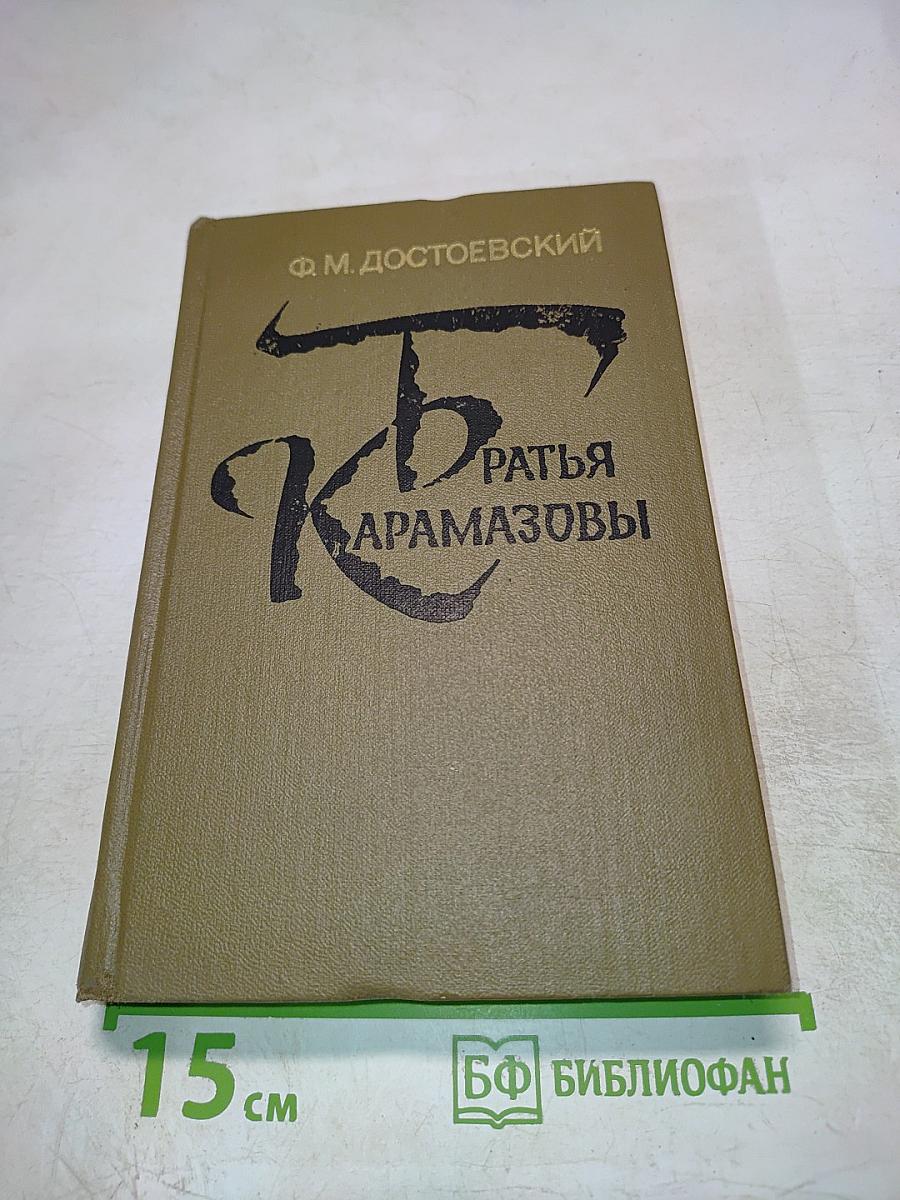 Ф. М. ДОСТОЕВСКИЙ
БРАТЬЯ
КАРАМАЗОВЫ
15 см
БФ БИБЛИОФАН